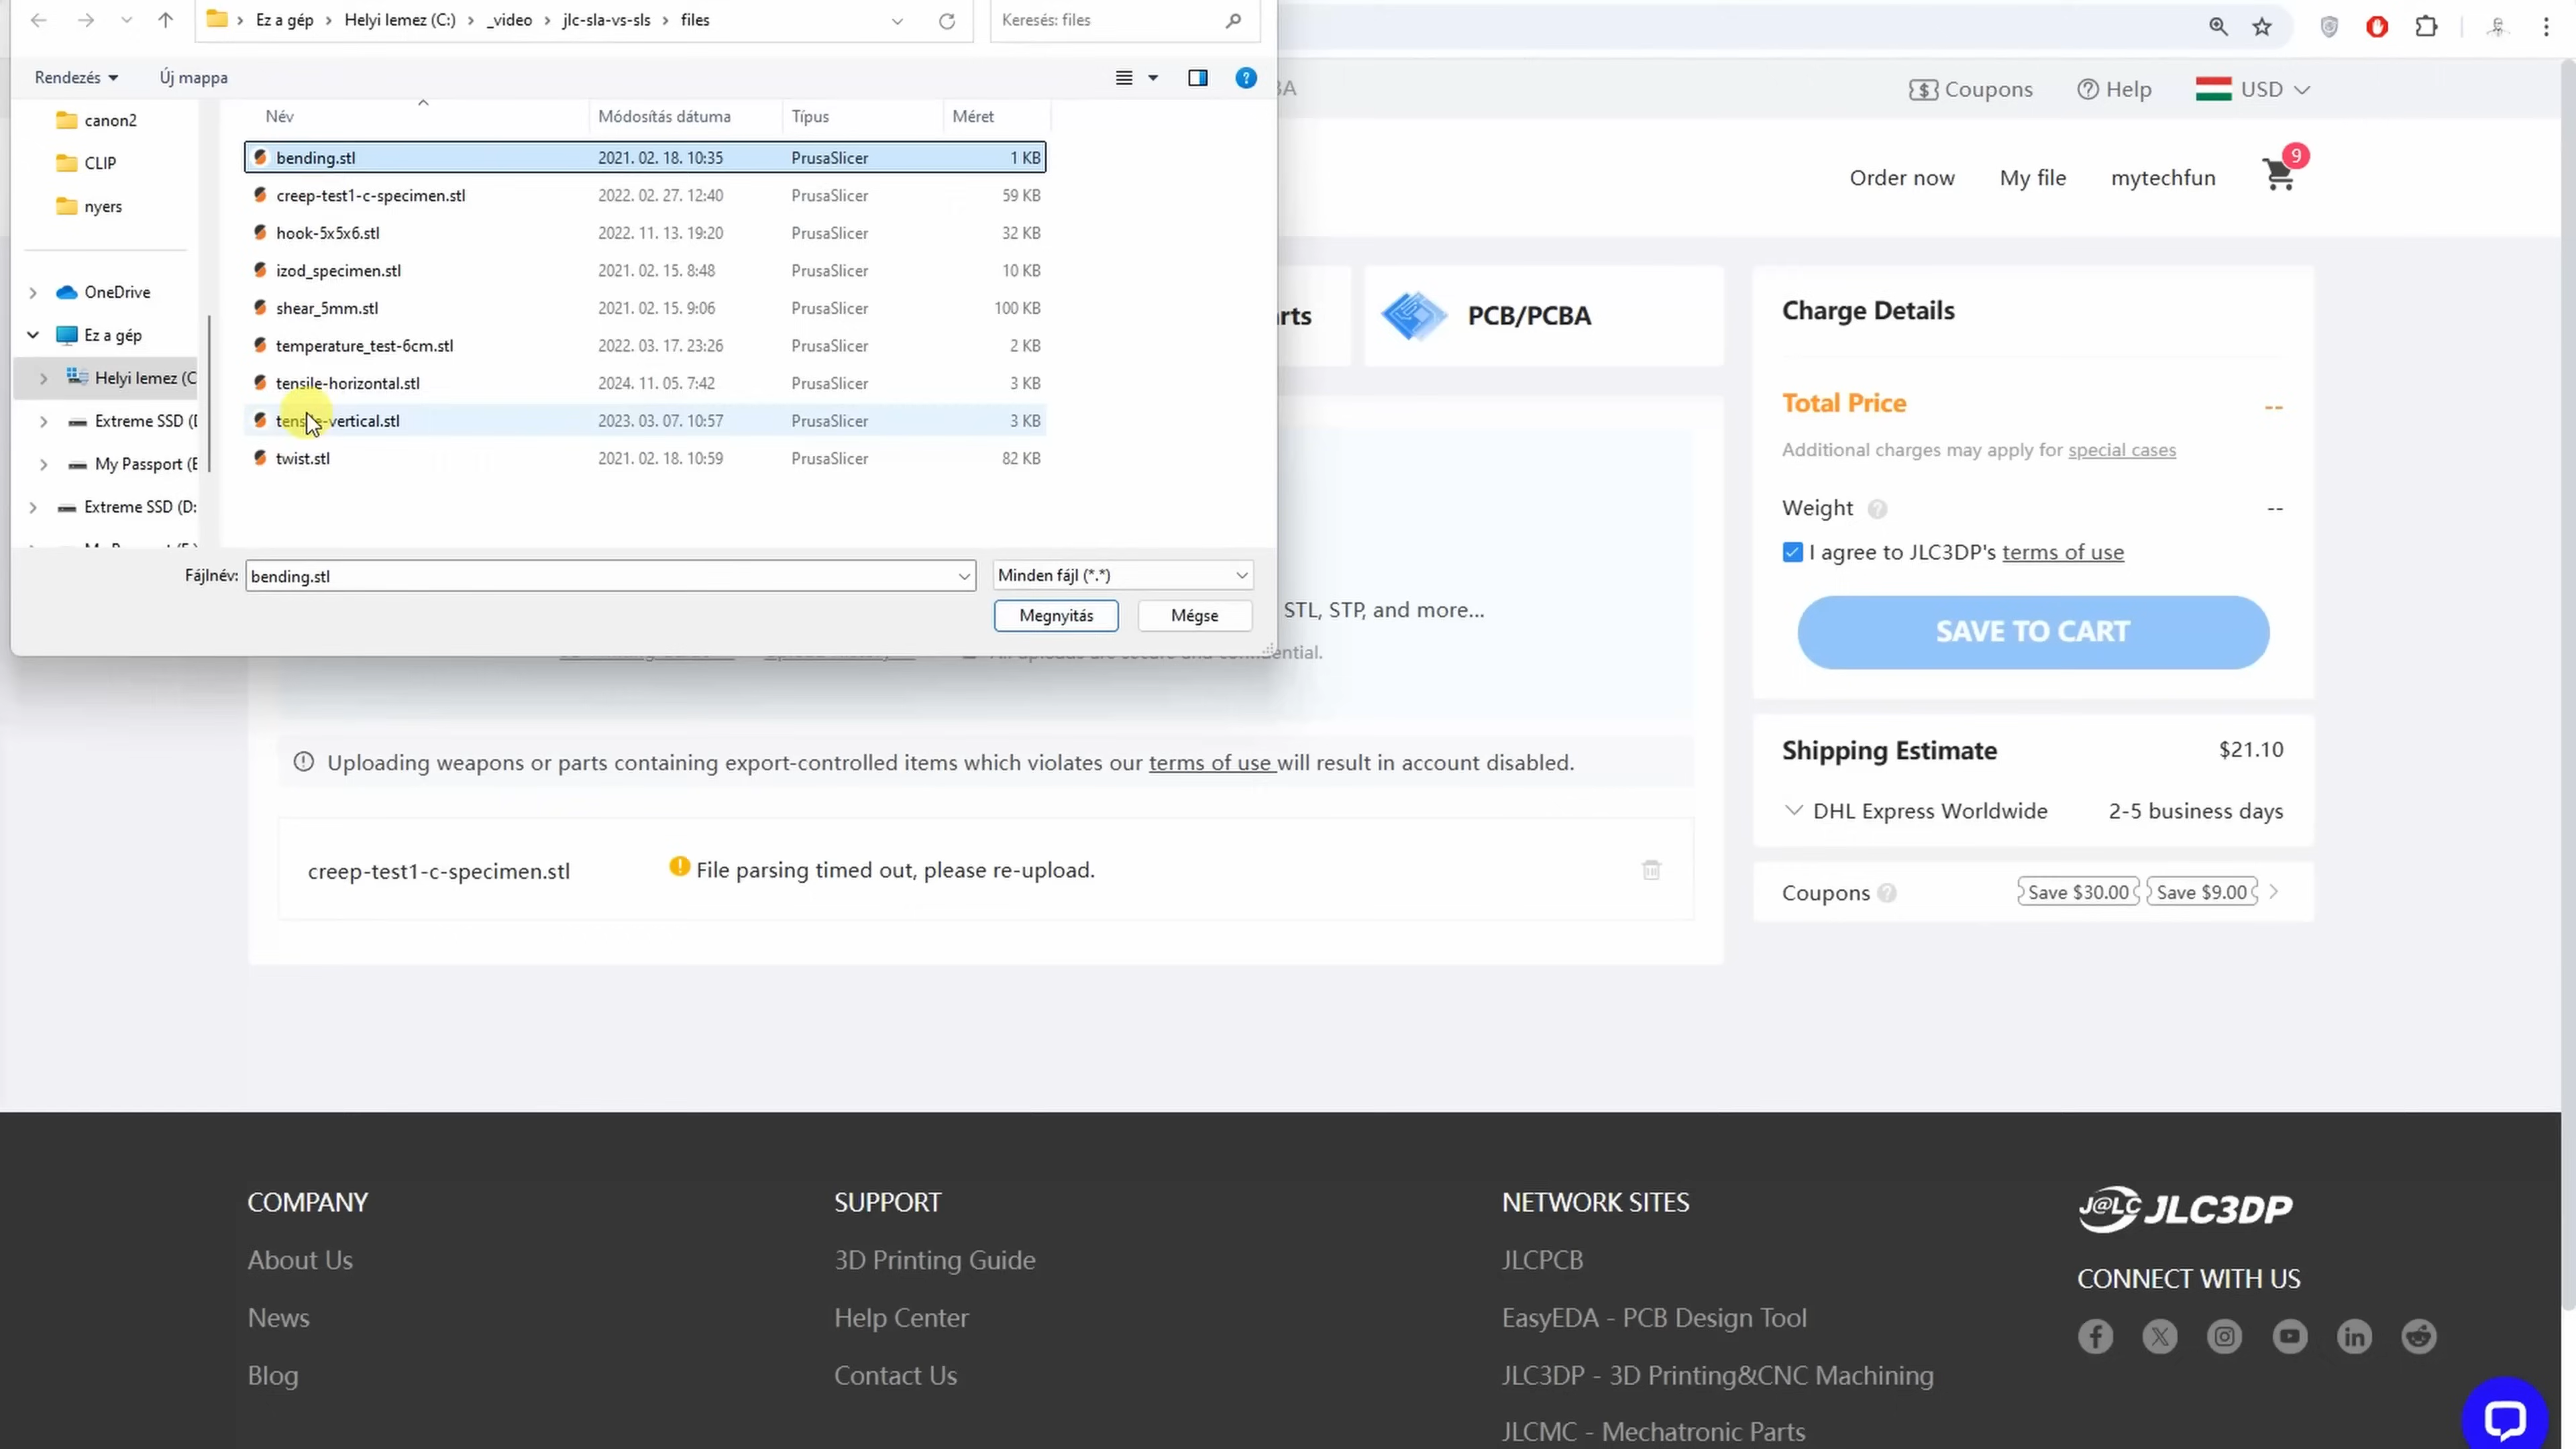 Ez a gép > Helyi lemez (C:) > _video > jlc-sla-vs-sls > files
Keresés: files
Rendezés
Új mappa
canon2
CLIP
nyers
OneDrive
Ez a gép
Helyi lemez (C
Extreme SSD (
My Passport (E
Extreme SSD (D:
Név Módosítás dátuma Típus Méret
bending.stl 2021. 02. 18. 10:35 PrusaSlicer 1 KB
creep-test1-c-specimen.stl 2022. 02. 27. 12:40 PrusaSlicer 59 KB
hook-5x5x6.stl 2022. 11. 13. 19:20 PrusaSlicer 32 KB
izod_specimen.stl 2021. 02. 15. 8:48 PrusaSlicer 10 KB
shear_5mm.stl 2021. 02. 15. 9:06 PrusaSlicer 100 KB
temperature_test-6cm.stl 2022. 03. 17. 23:26 PrusaSlicer 2 KB
tensile-horizontal.stl 2024. 11. 05. 7:42 PrusaSlicer 3 KB
tensile-vertical.stl 2023. 03. 07. 10:57 PrusaSlicer 3 KB
twist.stl 2021. 02. 18. 10:59 PrusaSlicer 82 KB
Fájlnév: bending.stl
Minden fájl (*.*)
Megnyitás Mégse
BA
Coupons Help USD
Order now My file mytechfun 9
rts
PCB/PCBA
STL, STP, and more...
ential.
Uploading weapons or parts containing export-controlled items which violates our terms of use will result in account disabled.
creep-test1-c-specimen.stl
File parsing timed out, please re-upload.
Charge Details
Total Price --
Additional charges may apply for special cases
Weight ? --
I agree to JLC3DP's terms of use
SAVE TO CART
Shipping Estimate $21.10
DHL Express Worldwide 2-5 business days
Coupons ? Save $30.00 Save $9.00
COMPANY
About Us
News
Blog
SUPPORT
3D Printing Guide
Help Center
Contact Us
NETWORK SITES
JLCPCB
EasyEDA - PCB Design Tool
JLC3DP - 3D Printing&CNC Machining
JLCMC - Mechatronic Parts
J@LC JLC3DP
CONNECT WITH US